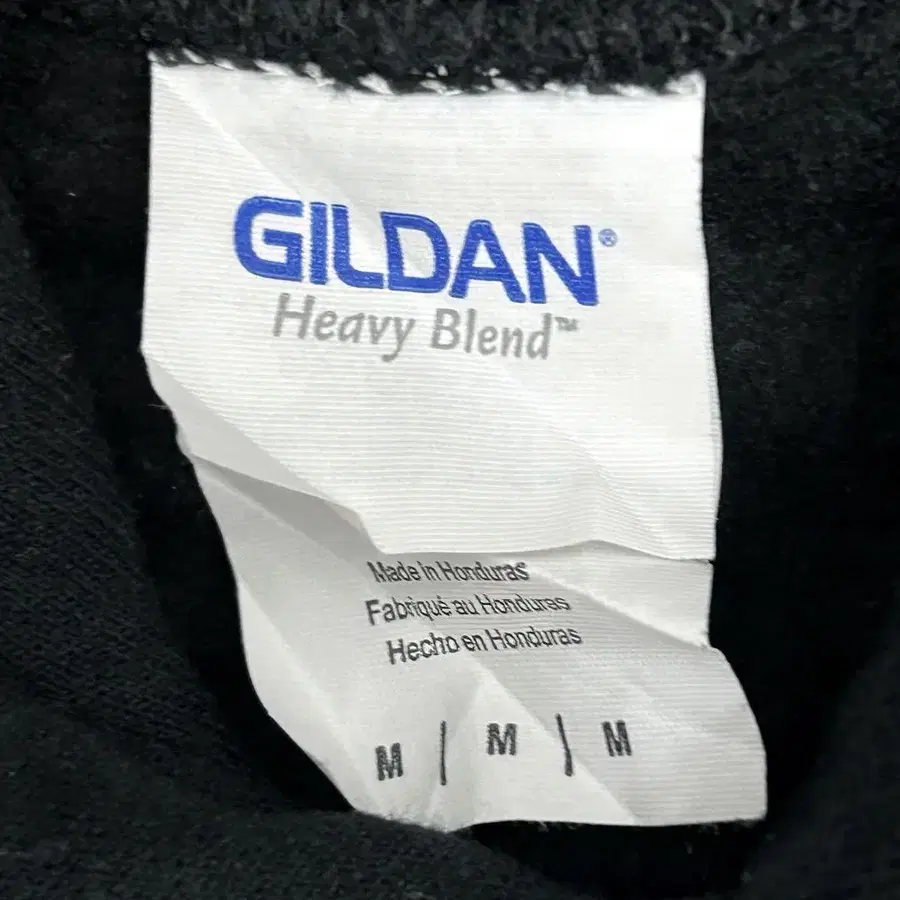 GILDAN®
Heavy Blend™
Made in Honduras
Fabriqué au Honduras
Hecho en Honduras
M / M / M